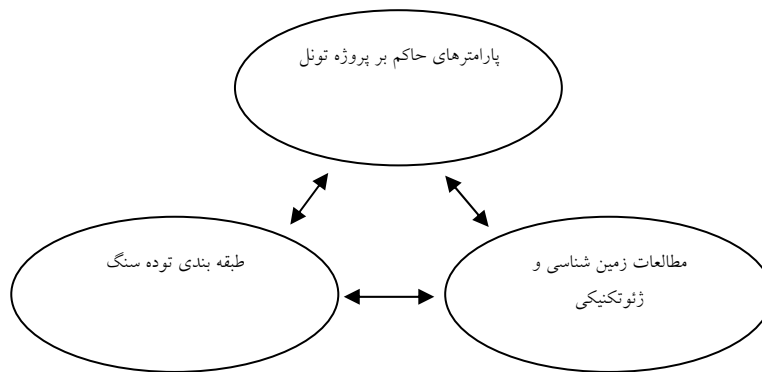 پارامترهای حاکم بر پروژه تونل
مطالعات زمین شناسی و
ژئوتکنیکی
طبقه بندی توده سنگ